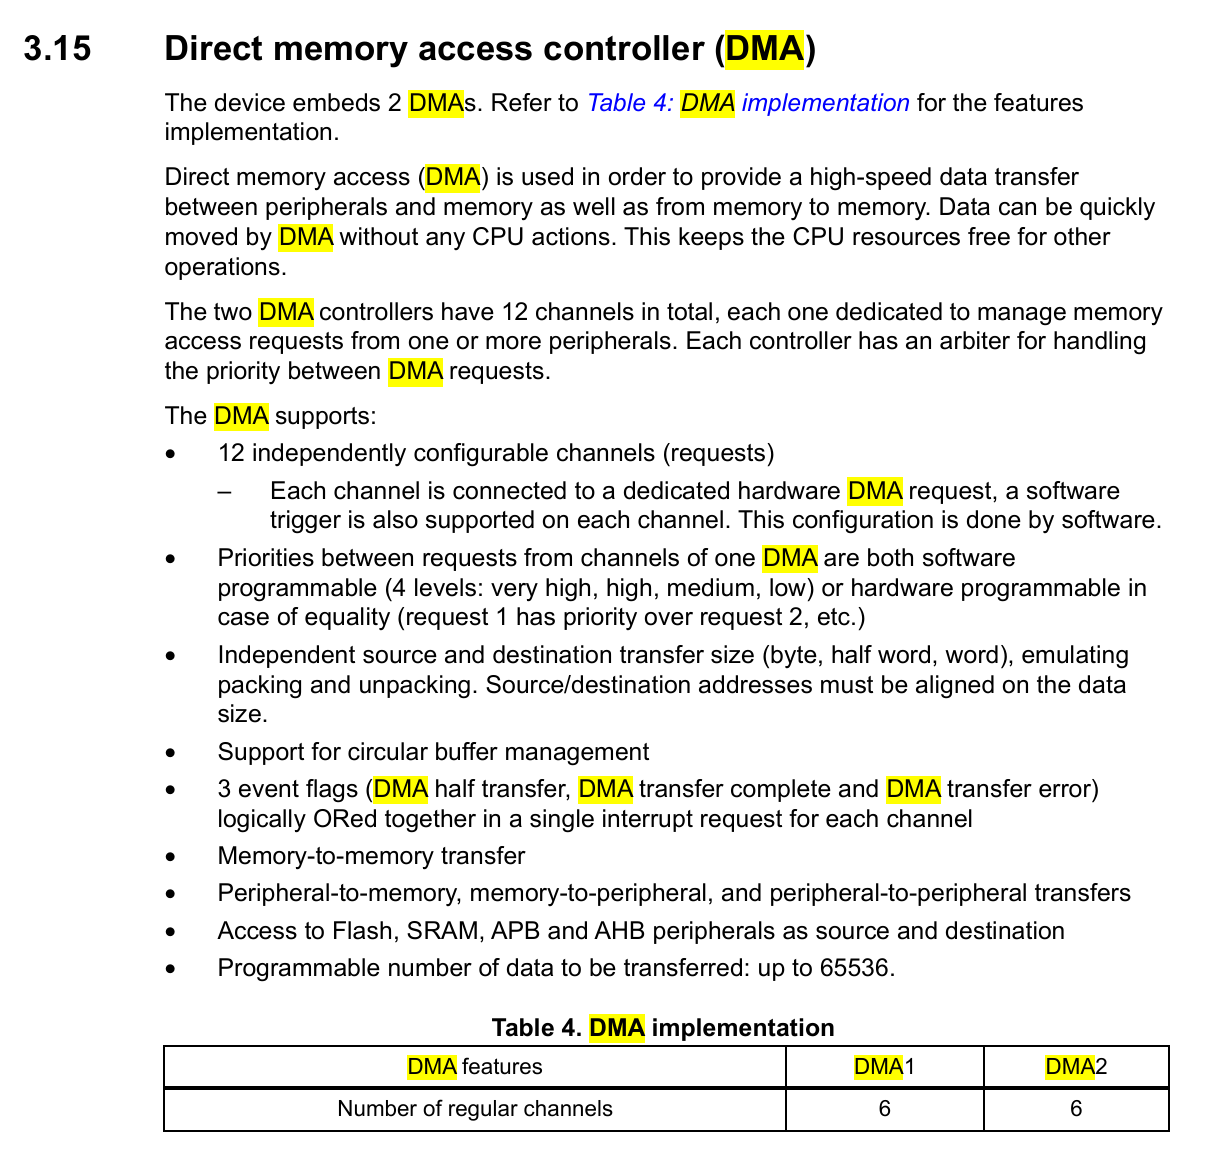 3.15 Direct memory access controller (DMA)
The device embeds 2 DMAs. Refer to Table 4: DMA implementation for the features
implementation.
Direct memory access (DMA) is used in order to provide a high-speed data transfer
between peripherals and memory as well as from memory to memory. Data can be quickly
moved by DMA without any CPU actions. This keeps the CPU resources free for other
operations.
The two DMA controllers have 12 channels in total, each one dedicated to manage memory
access requests from one or more peripherals. Each controller has an arbiter for handling
the priority between DMA requests.
The DMA supports:
• 12 independently configurable channels (requests)
– Each channel is connected to a dedicated hardware DMA request, a software
trigger is also supported on each channel. This configuration is done by software.
• Priorities between requests from channels of one DMA are both software
programmable (4 levels: very high, high, medium, low) or hardware programmable in
case of equality (request 1 has priority over request 2, etc.)
• Independent source and destination transfer size (byte, half word, word), emulating
packing and unpacking. Source/destination addresses must be aligned on the data
size.
• Support for circular buffer management
• 3 event flags (DMA half transfer, DMA transfer complete and DMA transfer error)
logically ORed together in a single interrupt request for each channel
• Memory-to-memory transfer
• Peripheral-to-memory, memory-to-peripheral, and peripheral-to-peripheral transfers
• Access to Flash, SRAM, APB and AHB peripherals as source and destination
• Programmable number of data to be transferred: up to 65536.
Table 4. DMA implementation
DMA features DMA1 DMA2
Number of regular channels 6 6